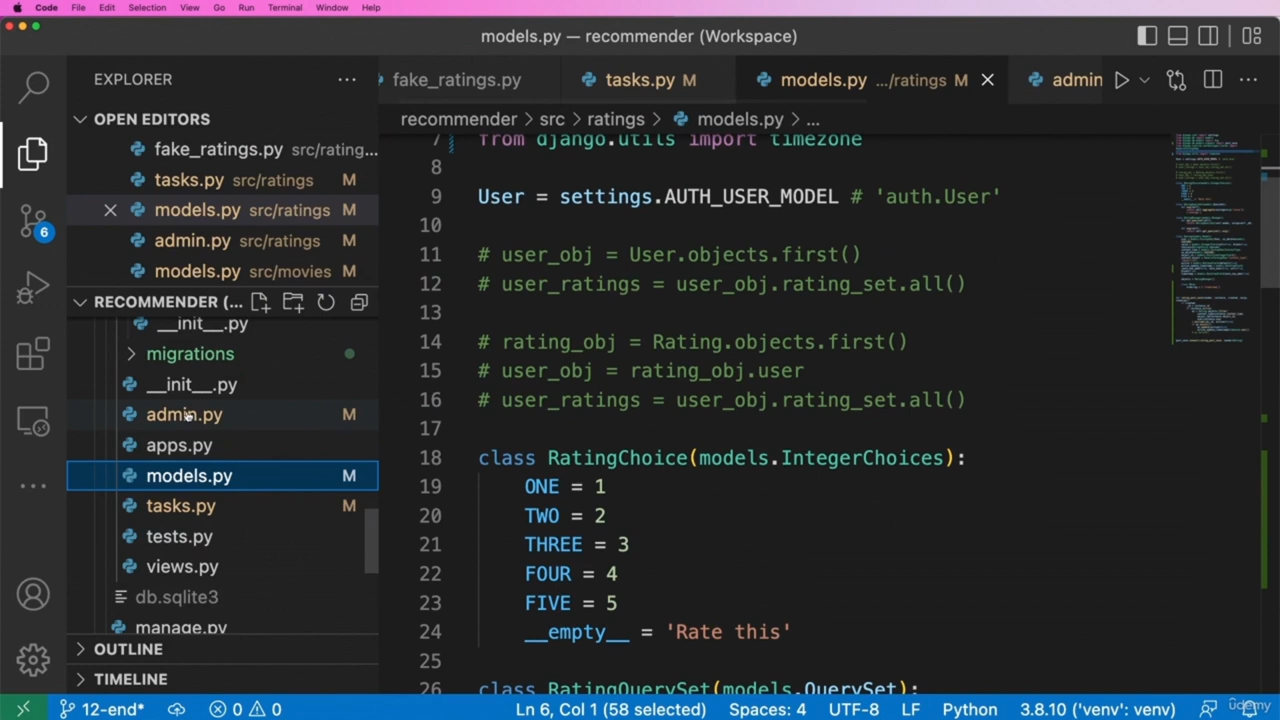 Code File Edit Selection View Go Run Terminal Window Help
models.py — recommender (Workspace)
EXPLORER
fake_ratings.py
tasks.py M
models.py .../ratings M
admin
OPEN EDITORS
recommender > src > ratings > models.py > ...
fake_ratings.py src/rating...
tasks.py src/ratings M
models.py src/ratings M
admin.py src/ratings M
models.py src/movies M
RECOMMENDER (...
__init__.py
migrations
__init__.py
admin.py M
apps.py
models.py M
tasks.py M
tests.py
views.py
db.sqlite3
manage.py
OUTLINE
TIMELINE
6
7 from django.utils import timezone
8
9 User = settings.AUTH_USER_MODEL # 'auth.User'
10
11 # user_obj = User.objects.first()
12 # user_ratings = user_obj.rating_set.all()
13
14 # rating_obj = Rating.objects.first()
15 # user_obj = rating_obj.user
16 # user_ratings = user_obj.rating_set.all()
17
18 class RatingChoice(models.IntegerChoices):
19 ONE = 1
20 TWO = 2
21 THREE = 3
22 FOUR = 4
23 FIVE = 5
24 __empty__ = 'Rate this'
25
26 class RatingQuerySet(models.QuerySet):
12-end* 0 0 Ln 6, Col 1 (58 selected) Spaces: 4 UTF-8 LF Python 3.8.10 ('venv': venv)
udemy